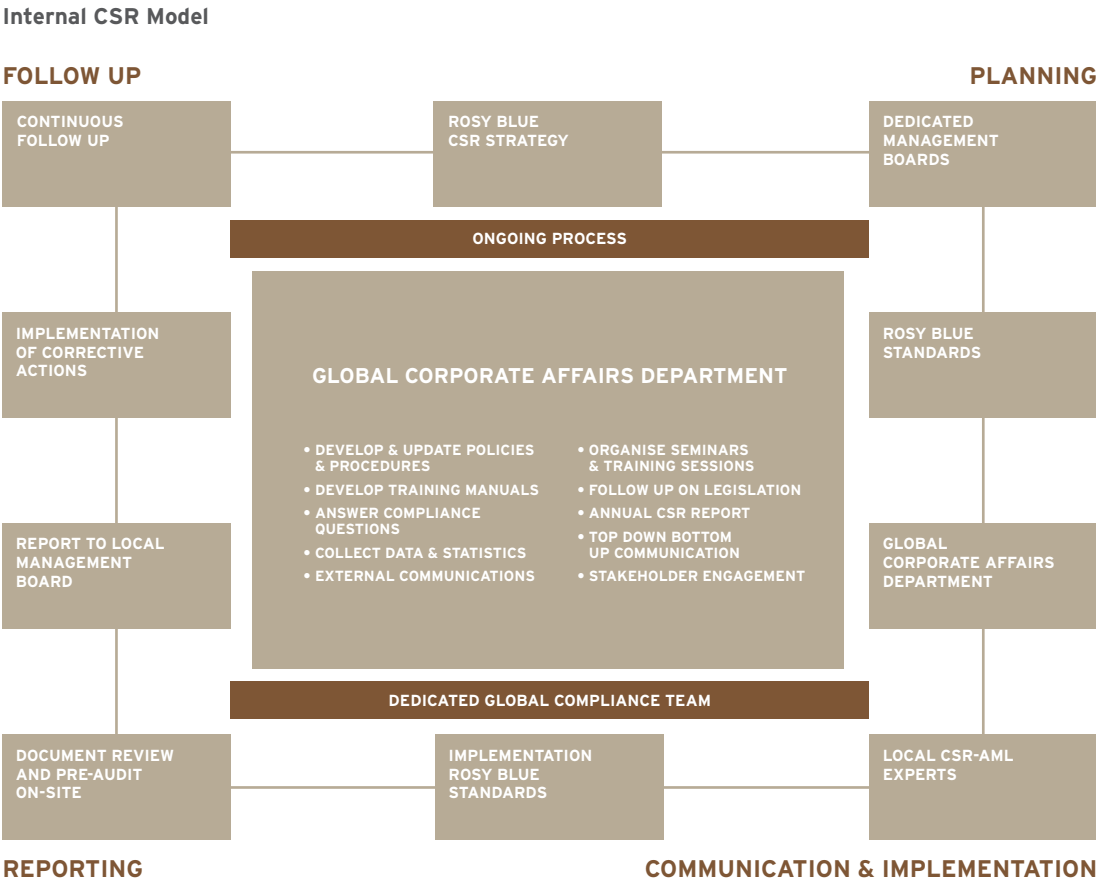 Internal CSR Model
FOLLOW UP
PLANNING
CONTINUOUS
FOLLOW UP
ROSY BLUE
CSR STRATEGY
DEDICATED
MANAGEMENT
BOARDS
ONGOING PROCESS
IMPLEMENTATION
OF CORRECTIVE
ACTIONS
ROSY BLUE
STANDARDS
GLOBAL CORPORATE AFFAIRS DEPARTMENT
• DEVELOP & UPDATE POLICIES
& PROCEDURES
• DEVELOP TRAINING MANUALS
• ANSWER COMPLIANCE
QUESTIONS
• COLLECT DATA & STATISTICS
• EXTERNAL COMMUNICATIONS
• ORGANISE SEMINARS
& TRAINING SESSIONS
• FOLLOW UP ON LEGISLATION
• ANNUAL CSR REPORT
• TOP DOWN BOTTOM
UP COMMUNICATION
• STAKEHOLDER ENGAGEMENT
REPORT TO LOCAL
MANAGEMENT
BOARD
GLOBAL
CORPORATE AFFAIRS
DEPARTMENT
DEDICATED GLOBAL COMPLIANCE TEAM
DOCUMENT REVIEW
AND PRE-AUDIT
ON-SITE
IMPLEMENTATION
ROSY BLUE
STANDARDS
LOCAL CSR-AML
EXPERTS
REPORTING
COMMUNICATION & IMPLEMENTATION